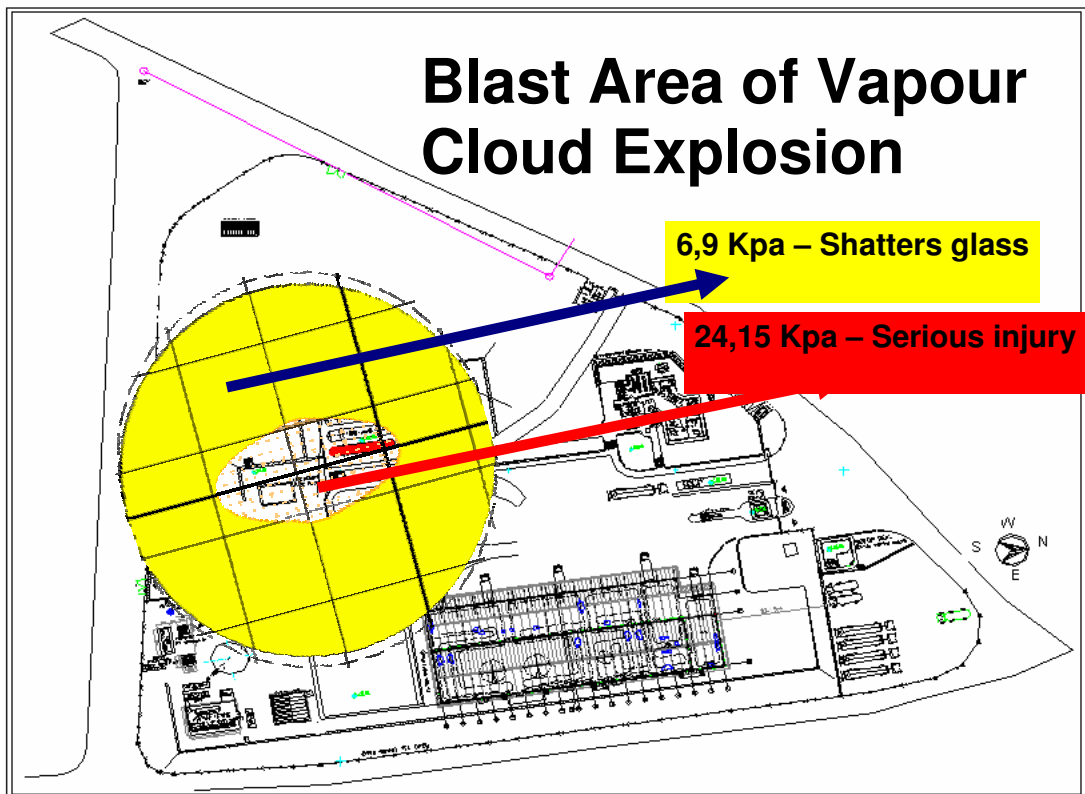 Blast Area of Vapour
Cloud Explosion
6,9 Kpa – Shatters glass
24,15 Kpa – Serious injury
W
S
N
E